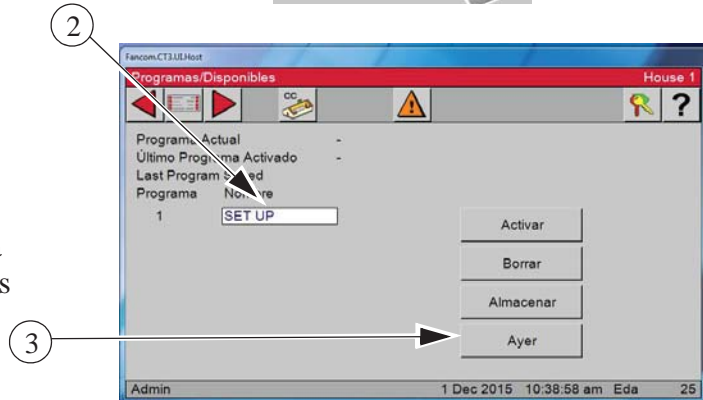 2
Fancom.CT3.UI.Host
Programas/Disponibles House 1
CC
?
Programa Actual -
Último Programa Activado -
Last Program
Programa Nombre
1 SET UP
Activar
Borrar
Almacenar
s
3
Ayer
Admin 1 Dec 2015 10:38:58 am Eda 25